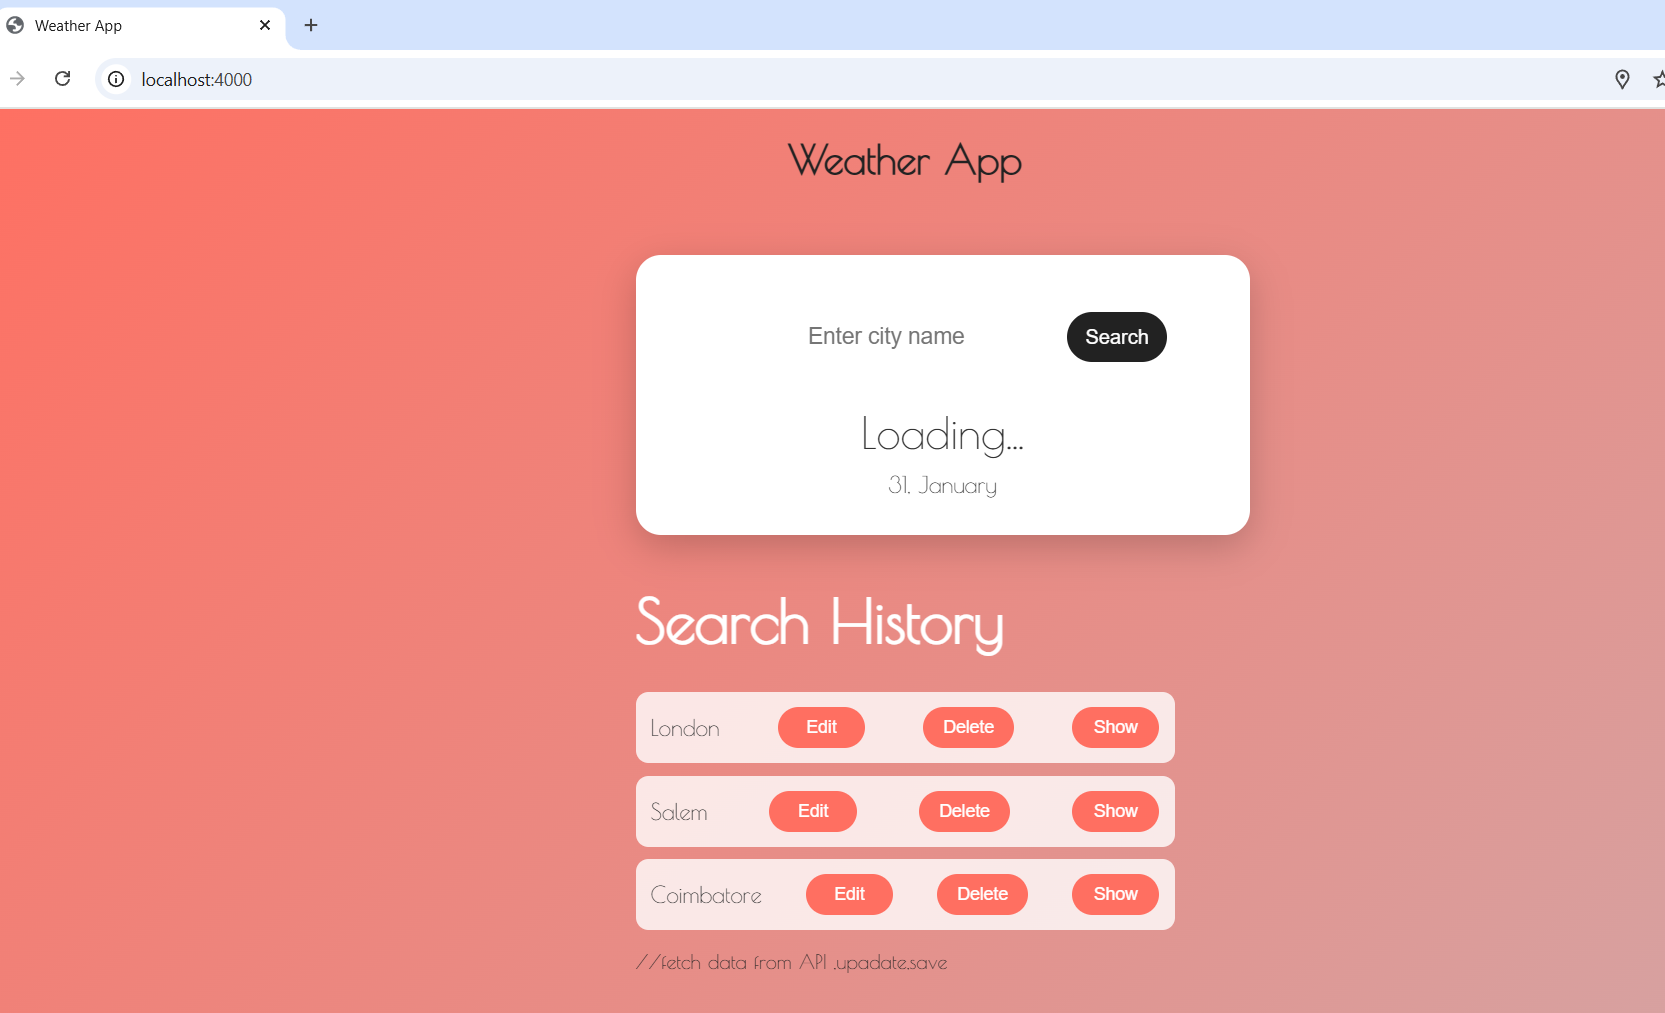 Weather App
localhost:4000
Weather App
Enter city name
Search
Loading...
31, January
Search History
London Edit Delete Show
Salem Edit Delete Show
Coimbatore Edit Delete Show
//fetch data from API ,upadate,save